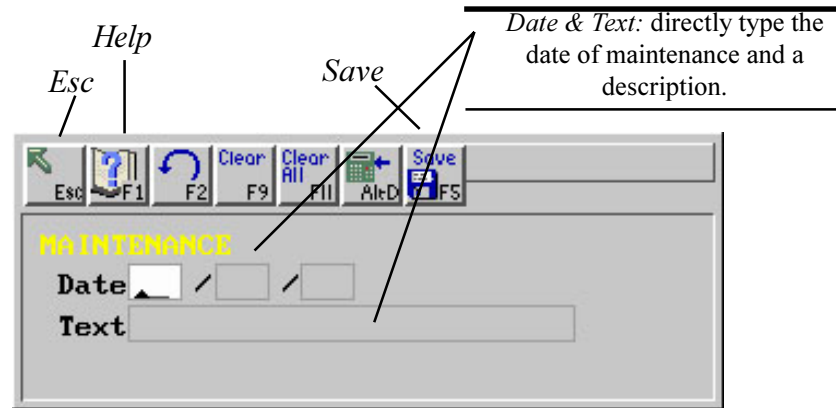 Date & Text: directly type the
date of maintenance and a
description.
Help
Esc
Save
Clear
Clear
All
Save
Esc
F1
F2
F9
F11
AltD
F5
MAINTENANCE
Date / /
Text